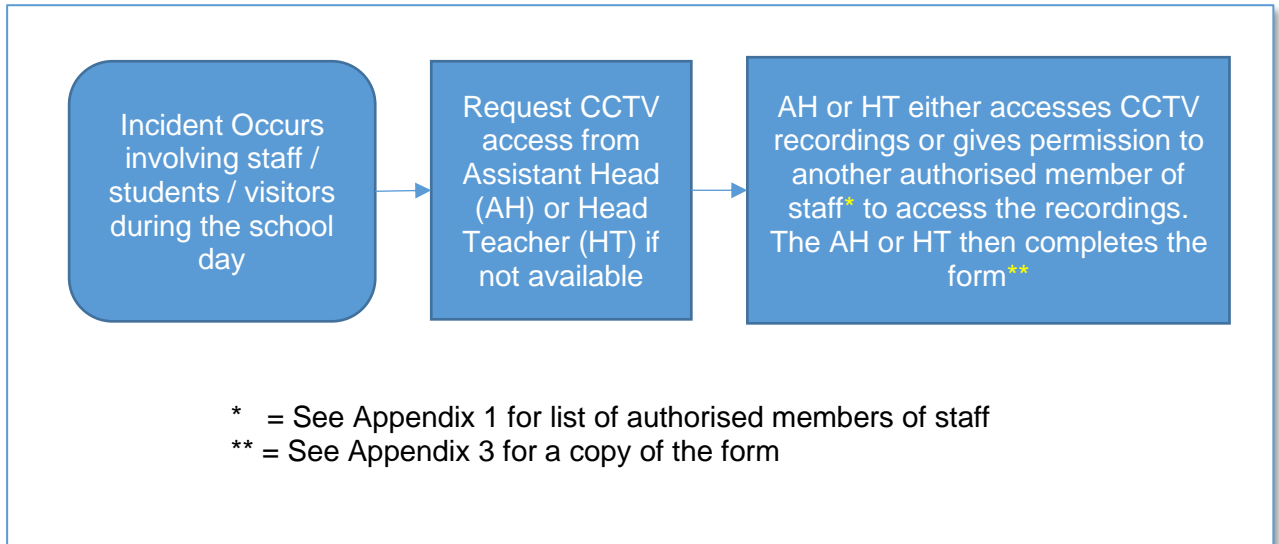 Incident Occurs
involving staff /
students / visitors
during the school
day
Request CCTV
access from
Assistant Head
(AH) or Head
Teacher (HT) if
not available
AH or HT either accesses CCTV
recordings or gives permission to
another authorised member of
staff* to access the recordings.
The AH or HT then completes the
form**
* = See Appendix 1 for list of authorised members of staff
** = See Appendix 3 for a copy of the form